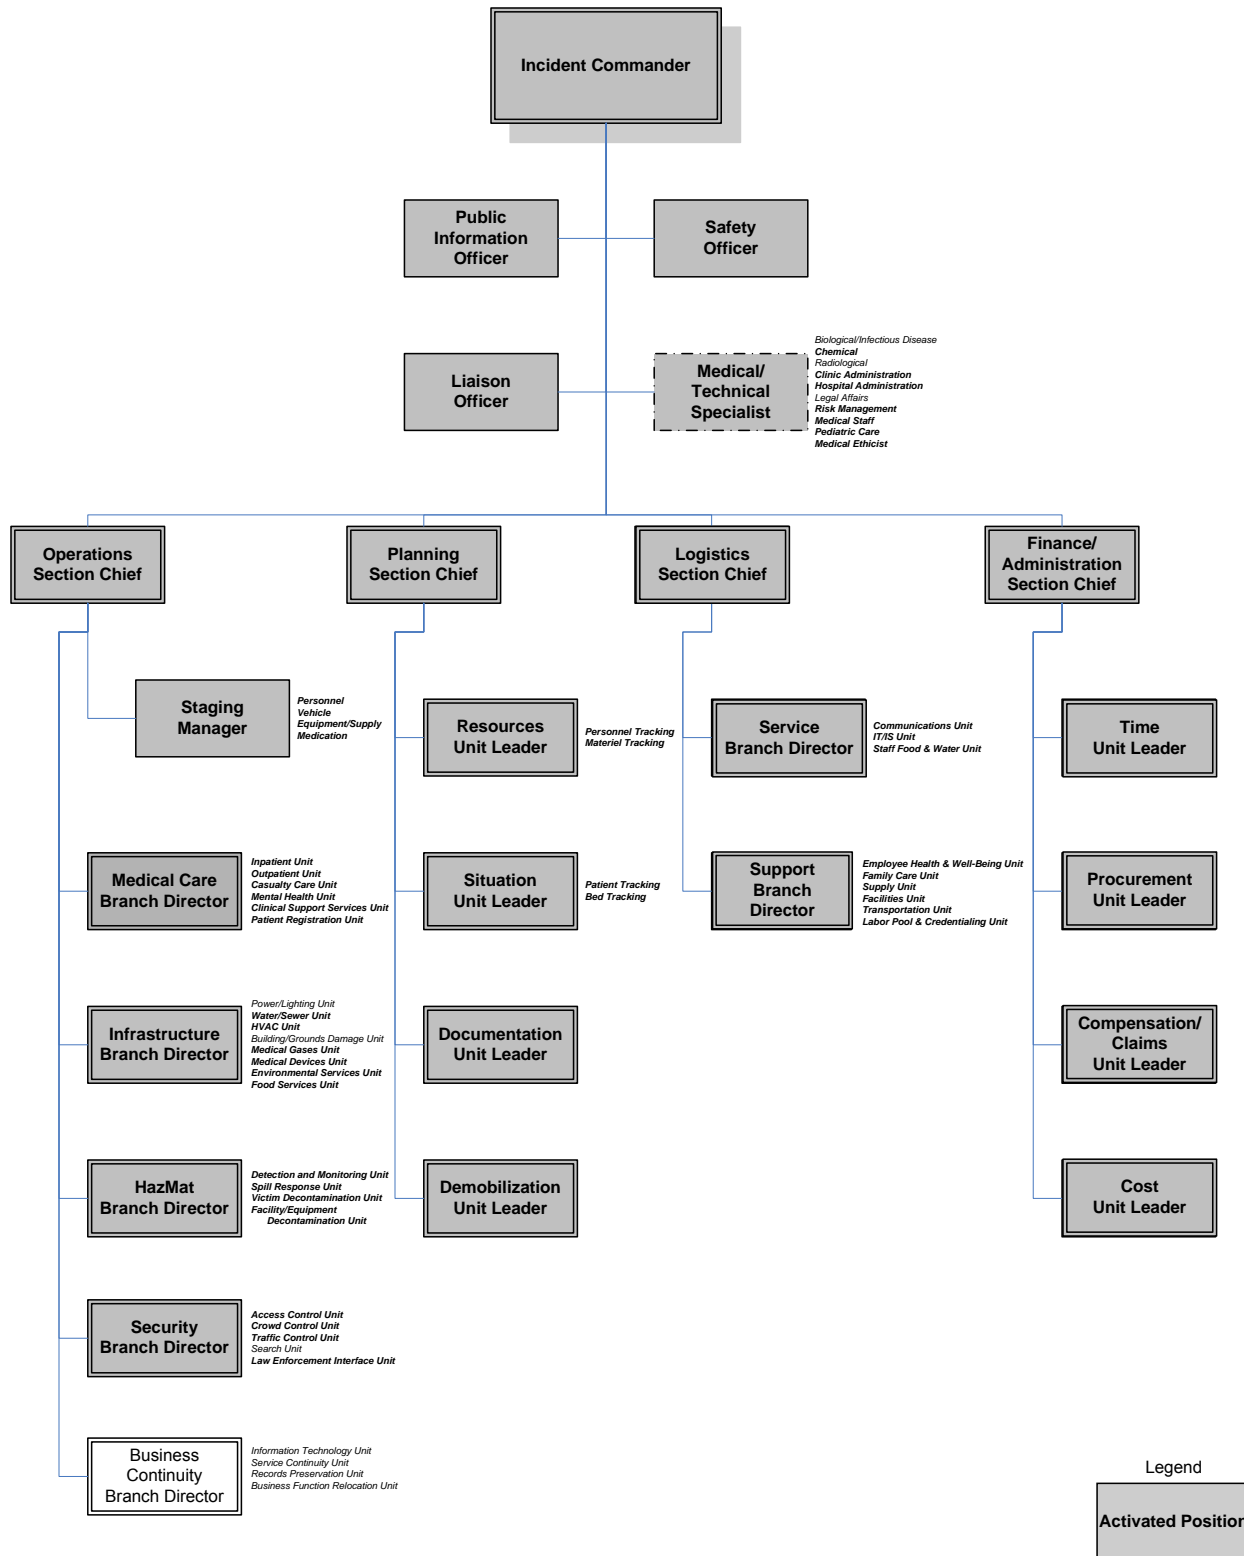 Incident Commander
Public
Information
Officer
Safety
Officer
Liaison
Officer
Medical/
Technical
Specialist
Biological/Infectious Disease
Chemical
Radiological
Clinic Administration
Hospital Administration
Legal Affairs
Risk Management
Medical Staff
Pediatric Care
Medical Ethicist
Operations
Section Chief
Planning
Section Chief
Logistics
Section Chief
Finance/
Administration
Section Chief
Staging
Manager
Personnel
Vehicle
Equipment/Supply
Medication
Resources
Unit Leader
Personnel Tracking
Materiel Tracking
Service
Branch Director
Communications Unit
IT/IS Unit
Staff Food & Water Unit
Time
Unit Leader
Medical Care
Branch Director
Inpatient Unit
Outpatient Unit
Casualty Care Unit
Mental Health Unit
Clinical Support Services Unit
Patient Registration Unit
Situation
Unit Leader
Patient Tracking
Bed Tracking
Support
Branch
Director
Employee Health & Well-Being Unit
Family Care Unit
Supply Unit
Facilities Unit
Transportation Unit
Labor Pool & Credentialing Unit
Procurement
Unit Leader
Infrastructure
Branch Director
Power/Lighting Unit
Water/Sewer Unit
HVAC Unit
Building/Grounds Damage Unit
Medical Gases Unit
Medical Devices Unit
Environmental Services Unit
Food Services Unit
Documentation
Unit Leader
Compensation/
Claims
Unit Leader
HazMat
Branch Director
Detection and Monitoring Unit
Spill Response Unit
Victim Decontamination Unit
Facility/Equipment
Decontamination Unit
Demobilization
Unit Leader
Cost
Unit Leader
Security
Branch Director
Access Control Unit
Crowd Control Unit
Traffic Control Unit
Search Unit
Law Enforcement Interface Unit
Business
Continuity
Branch Director
Information Technology Unit
Service Continuity Unit
Records Preservation Unit
Business Function Relocation Unit
Legend
Activated Position